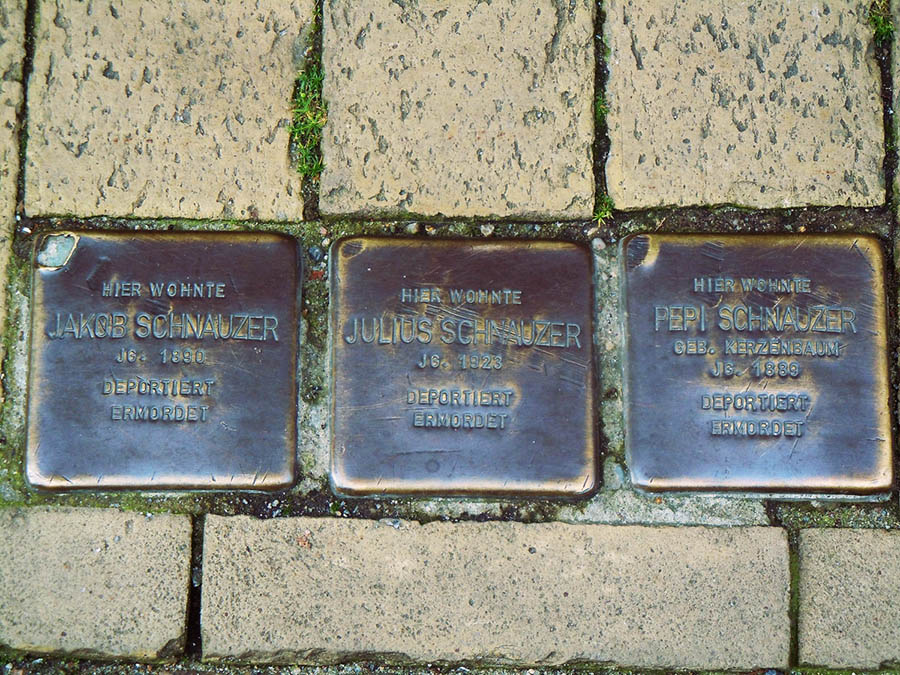 HIER WOHNTE
JAKOB SCHNAUZER
JG. 1890
DEPORTIERT
ERMORDET
HIER WOHNTE
JULIUS SCHNAUZER
JG. 1923
DEPORTIERT
ERMORDET
HIER WOHNTE
PEPI SCHNAUZER
GEB. KERZENBAUM
JG.
DEPORTIERT
ERMORDET